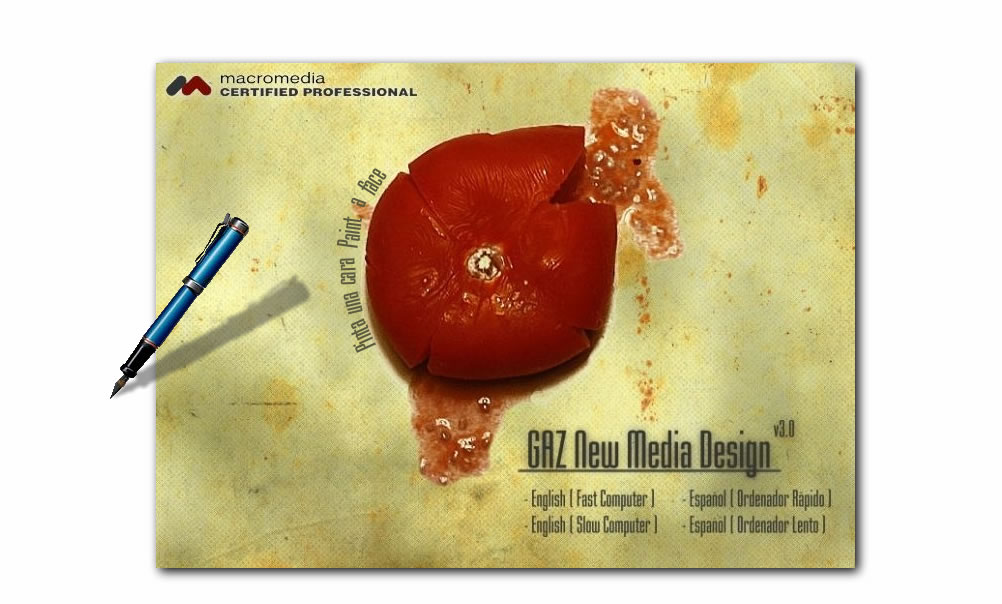 macromedia
CERTIFIED PROFESSIONAL
Pinta una cara Paint a face
GAZ New Media Design v3.0
- English ( Fast Computer ) - Español ( Ordenador Rápido )
- English ( Slow Computer ) - Español ( Ordenador Lento )